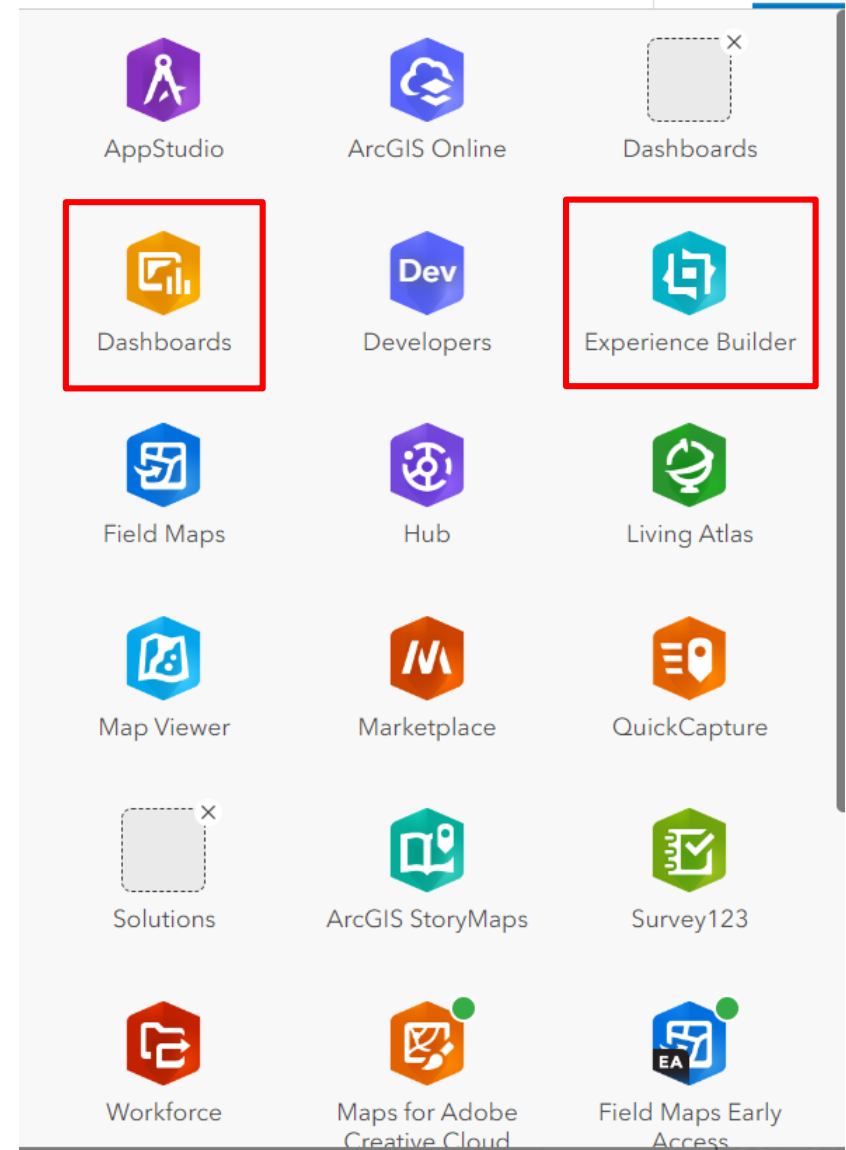 AppStudio
ArcGIS Online
Dashboards
Dashboards
Dev
Developers
Experience Builder
Field Maps
Hub
Living Atlas
Map Viewer
Marketplace
QuickCapture
Solutions
ArcGIS StoryMaps
Survey123
Workforce
Maps for Adobe
Creative Cloud
EA
Field Maps Early
Access